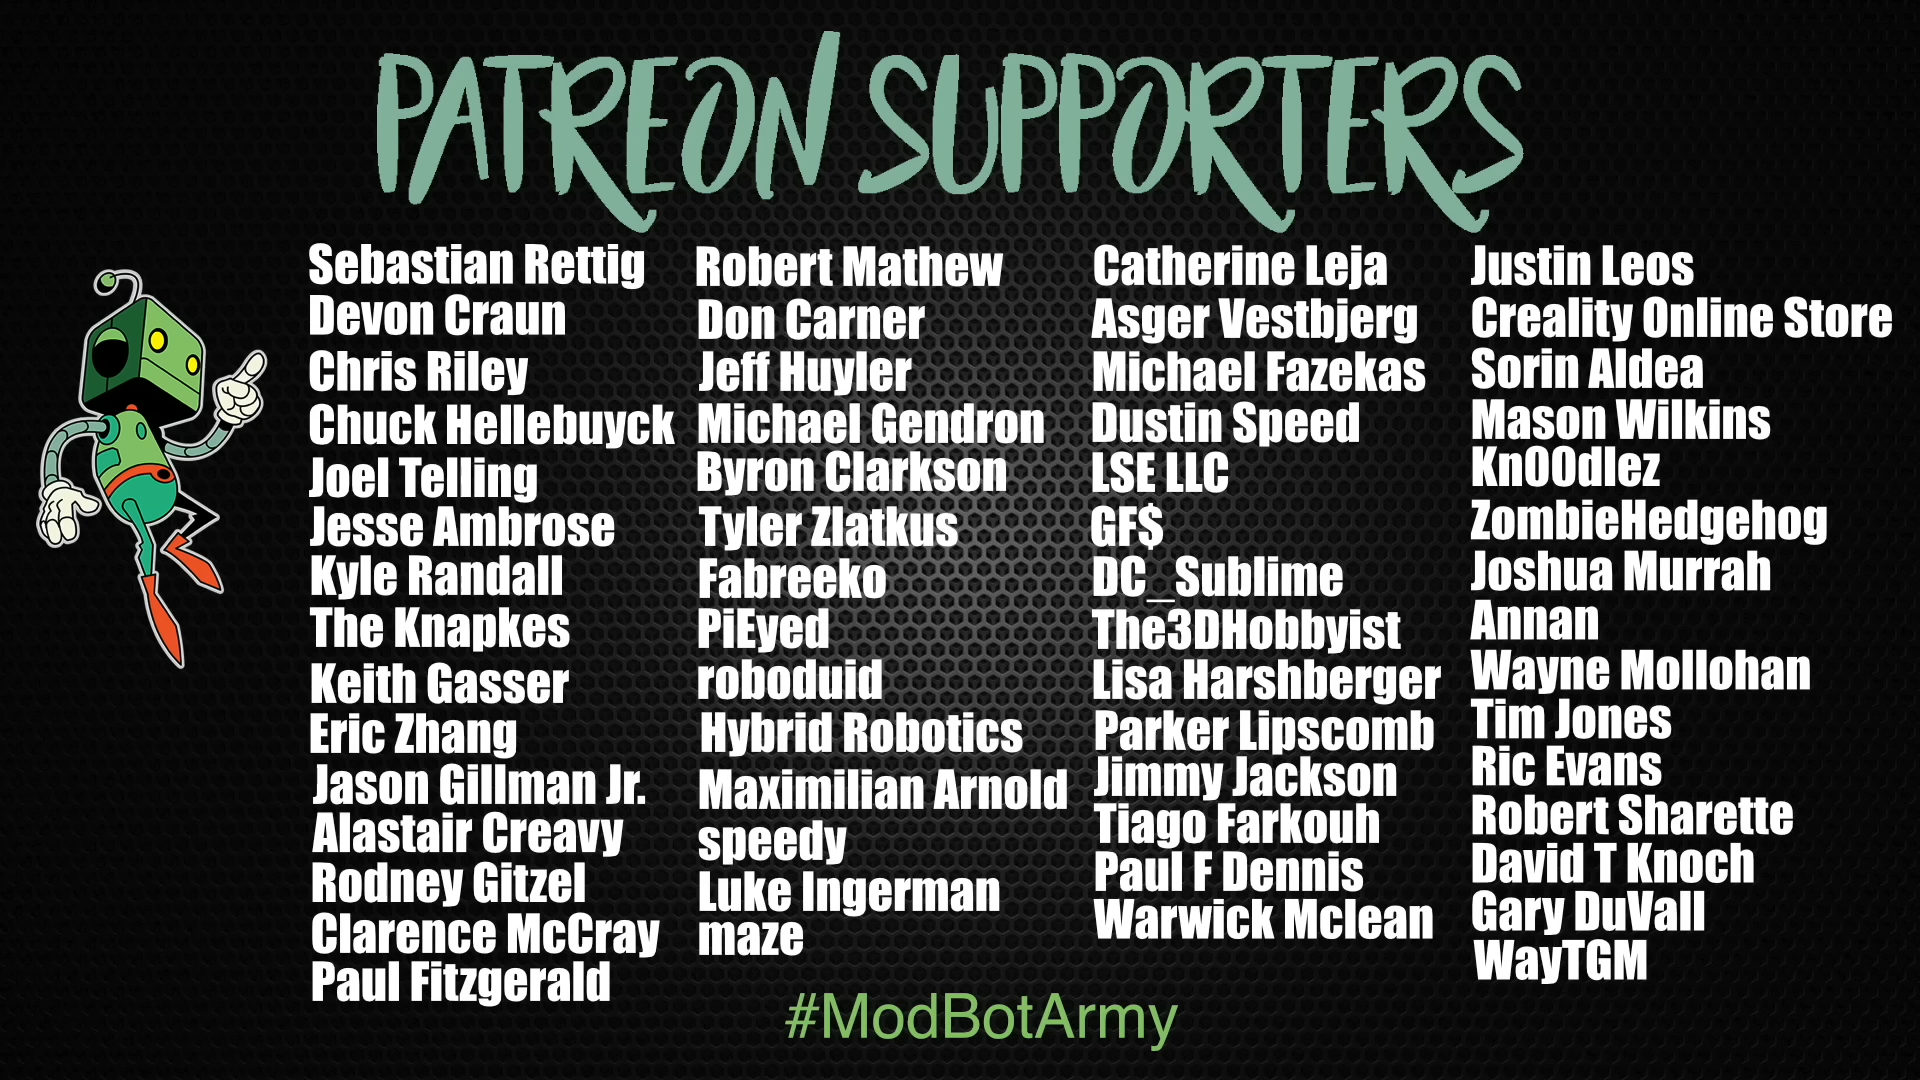 PATREON SUPPORTERS
Sebastian Rettig
Devon Craun
Chris Riley
Chuck Hellebuyck
Joel Telling
Jesse Ambrose
Kyle Randall
The Knapkes
Keith Gasser
Eric Zhang
Jason Gillman Jr.
Alastair Creavy
Rodney Gitzel
Clarence McCray
Paul Fitzgerald
Robert Mathew
Don Carner
Jeff Huyler
Michael Gendron
Byron Clarkson
Tyler Zlatkus
Fabreeko
PiEyed
roboduid
Hybrid Robotics
Maximilian Arnold
speedy
Luke Ingerman
maze
Catherine Leja
Asger Vestbjerg
Michael Fazekas
Dustin Speed
LSE LLC
GF$
DC_Sublime
The3DHobbyist
Lisa Harshberger
Parker Lipscomb
Jimmy Jackson
Tiago Farkouh
Paul F Dennis
Warwick Mclean
Justin Leos
Creality Online Store
Sorin Aldea
Mason Wilkins
Kn00dlez
ZombieHedgehog
Joshua Murrah
Annan
Wayne Mollohan
Tim Jones
Ric Evans
Robert Sharette
David T Knoch
Gary DuVall
WayTGM
#ModBotArmy